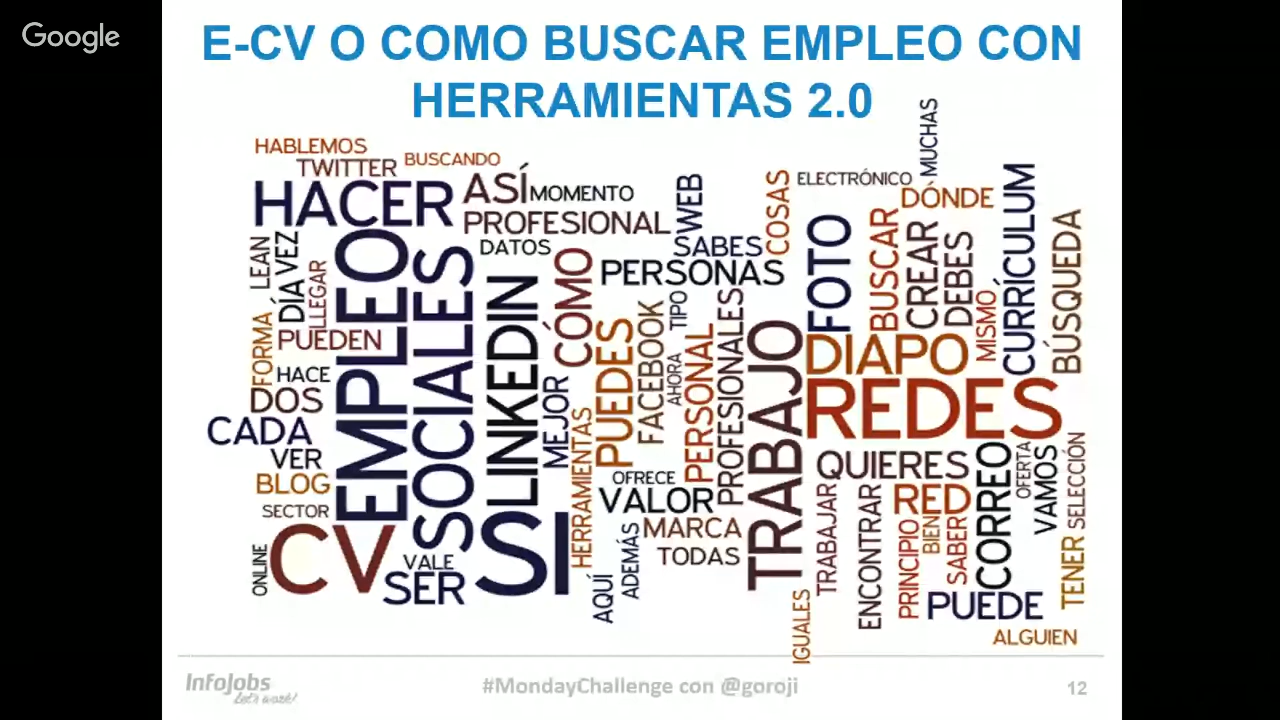 Google
E-CV O COMO BUSCAR EMPLEO CON
HERRAMIENTAS 2.0
HABLEMOS
TWITTER
BUSCANDO
HACER
ASÍ
MOMENTO
PROFESIONAL
DATOS
WEB
SABES
PERSONAS
COSAS
ELECTRÓNICO
MUCHAS
DÓNDE
LEAN
DÍA
VEZ
LLEGAR
EMPLEO
SOCIALES
LINKEDIN
CÓMO
FOTO
BUSCAR
CREAR
DEBES
CURRÍCULUM
BÚSQUEDA
FORMA
PUEDEN
HACE
DOS
CADA
VER
BLOG
SECTOR
MEJOR
PUEDES
FACEBOOK
TIPO
AHORA
PERSONAL
PROFESIONALES
TRABAJO
DIAPO
MISMO
REDES
HERRAMIENTAS
OFRECE
VALOR
MARCA
TODAS
QUIERES
RED
CORREO
OFERTA
VAMOS
SELECCIÓN
ONLINE
CV
VALE
SER
SI
AQUÍ
ADEMÁS
TRABAJAR
ENCONTRAR
PRINCIPIO
BIEN
SABER
PUEDE
TENER
IGUALES
ALGUIEN
InfoJobs
Let's work!
#MondayChallenge con @goroji
12